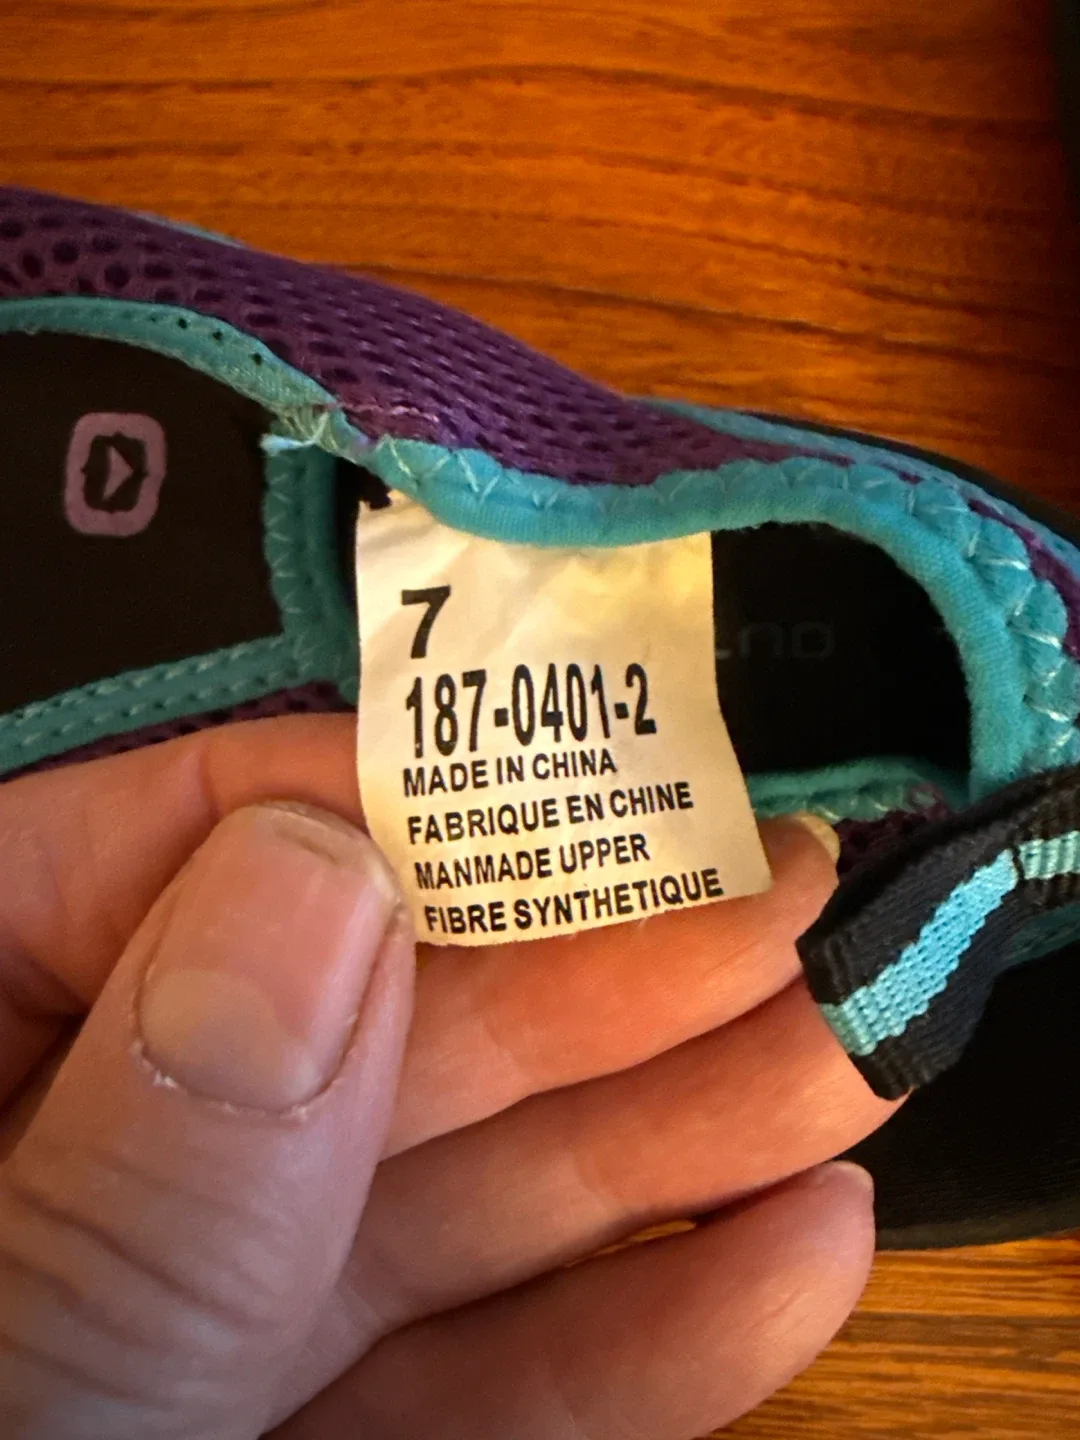 7
187-0401-2
MADE IN CHINA
FABRIQUE EN CHINE
MANMADE UPPER
FIBRE SYNTHETIQUE